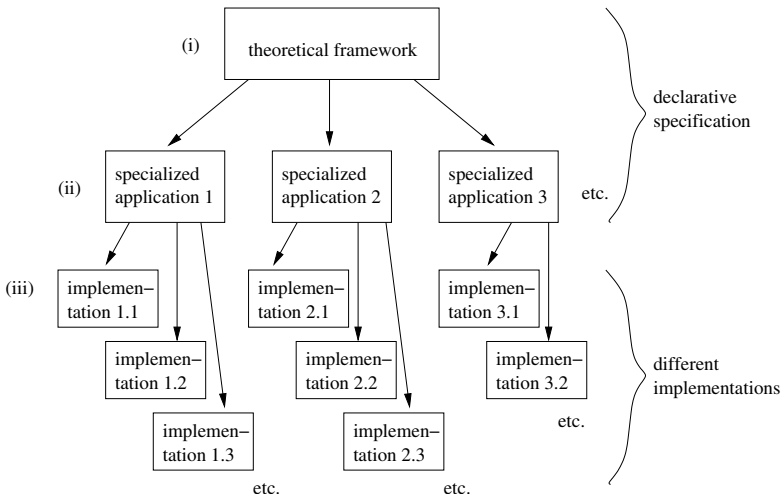 (i)
theoretical framework
declarative
specification
(ii)
specialized
application 1
specialized
application 2
specialized
application 3
etc.
(iii)
implemen−
tation 1.1
implemen−
tation 2.1
implemen−
tation 3.1
implemen−
tation 1.2
implemen−
tation 2.2
implemen−
tation 3.2
different
implementations
implemen−
tation 1.3
implemen−
tation 2.3
etc.
etc.
etc.